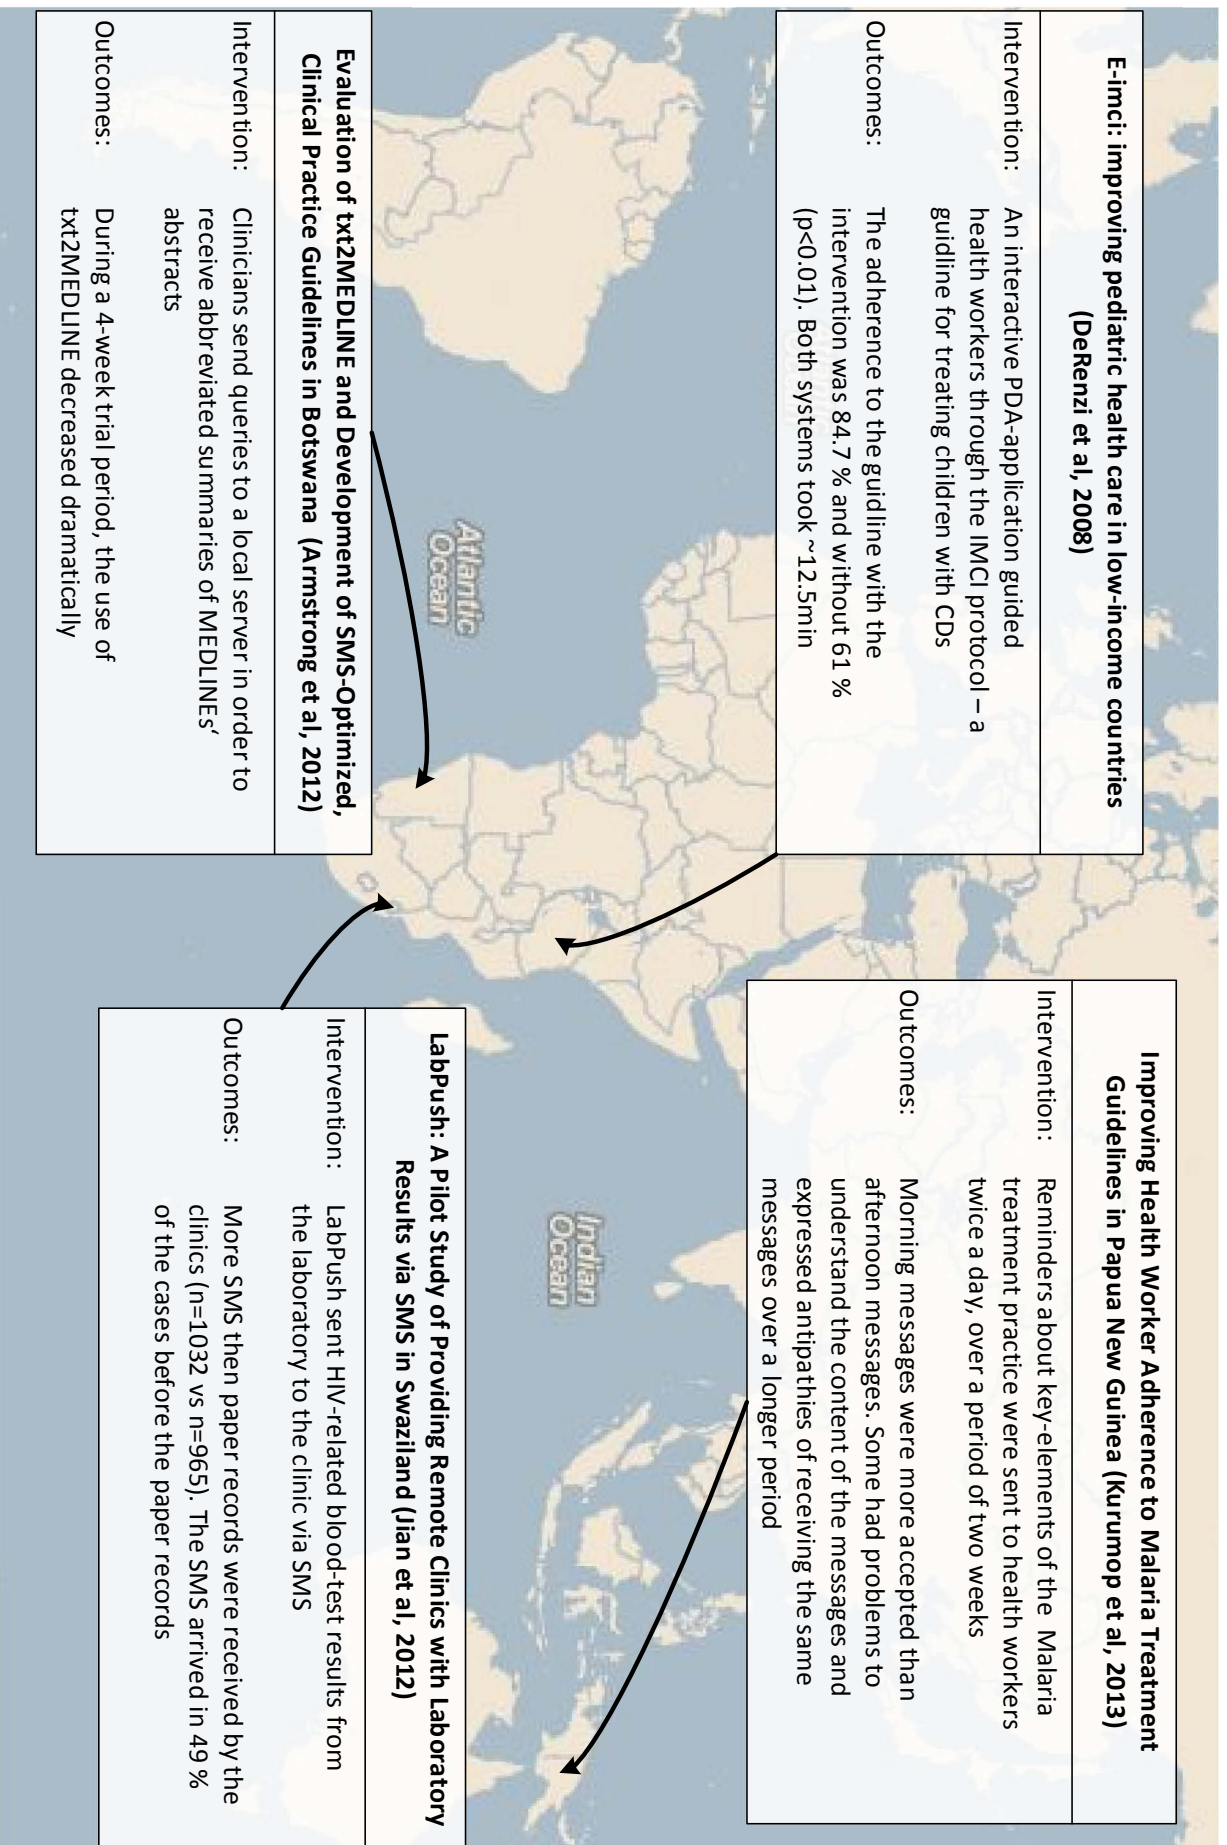 E-imci: improving pediatric health care in low-income countries
(DeRenzi et al, 2008)
Intervention: An interactive PDA-application guided
health workers through the IMCI protocol – a
guidline for treating children with CDs
Outcomes: The adherence to the guidline with the
intervention was 84.7 % and without 61 %
(p<0.01). Both systems took ~12.5min
Improving Health Worker Adherence to Malaria Treatment
Guidelines in Papua New Guinea (Kurumop et al, 2013)
Intervention: Reminders about key-elements of the Malaria
treatment practice were sent to health workers
twice a day, over a period of two weeks
Outcomes: Morning messages were more accepted than
afternoon messages. Some had problems to
understand the content of the messages and
expressed antipathies of receiving the same
messages over a longer period
Atlantic
Ocean
Indian
Ocean
Evaluation of txt2MEDLINE and Development of SMS-Optimized,
Clinical Practice Guidelines in Botswana (Armstrong et al, 2012)
Intervention: Clinicians send queries to a local server in order to
receive abbreviated summaries of MEDLINEs‘
abstracts
Outcomes: During a 4-week trial period, the use of
txt2MEDLINE decreased dramatically
LabPush: A Pilot Study of Providing Remote Clinics with Laboratory
Results via SMS in Swaziland (Jian et al, 2012)
Intervention: LabPush sent HIV-related blood-test results from
the laboratory to the clinic via SMS
Outcomes: More SMS then paper records were received by the
clinics (n=1032 vs n=965). The SMS arrived in 49 %
of the cases before the paper records